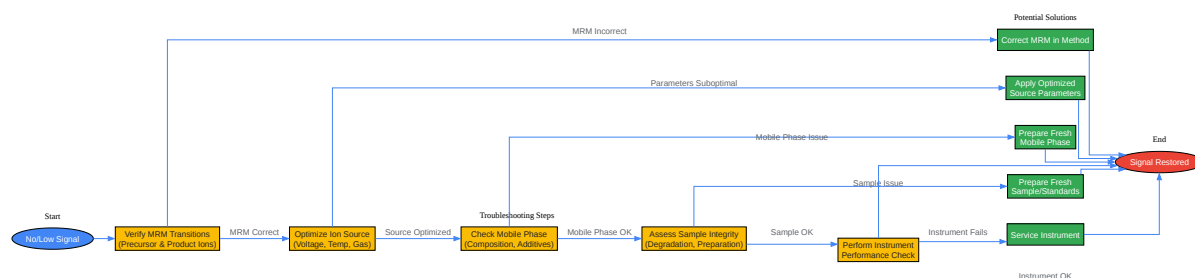 Potential Solutions
MRM Incorrect
Correct MRM in Method
Parameters Suboptimal
Apply Optimized
Source Parameters
Mobile Phase Issue
Prepare Fresh
Mobile Phase
End
Signal Restored
Sample Issue
Prepare Fresh
Sample/Standards
Start
Troubleshooting Steps
No/Low Signal
Verify MRM Transitions
(Precursor & Product Ions)
MRM Correct
Optimize Ion Source
(Voltage, Temp, Gas)
Source Optimized
Check Mobile Phase
(Composition, Additives)
Mobile Phase OK
Assess Sample Integrity
(Degradation, Preparation)
Sample OK
Perform Instrument
Performance Check
Instrument Fails
Service Instrument
Instrument OK